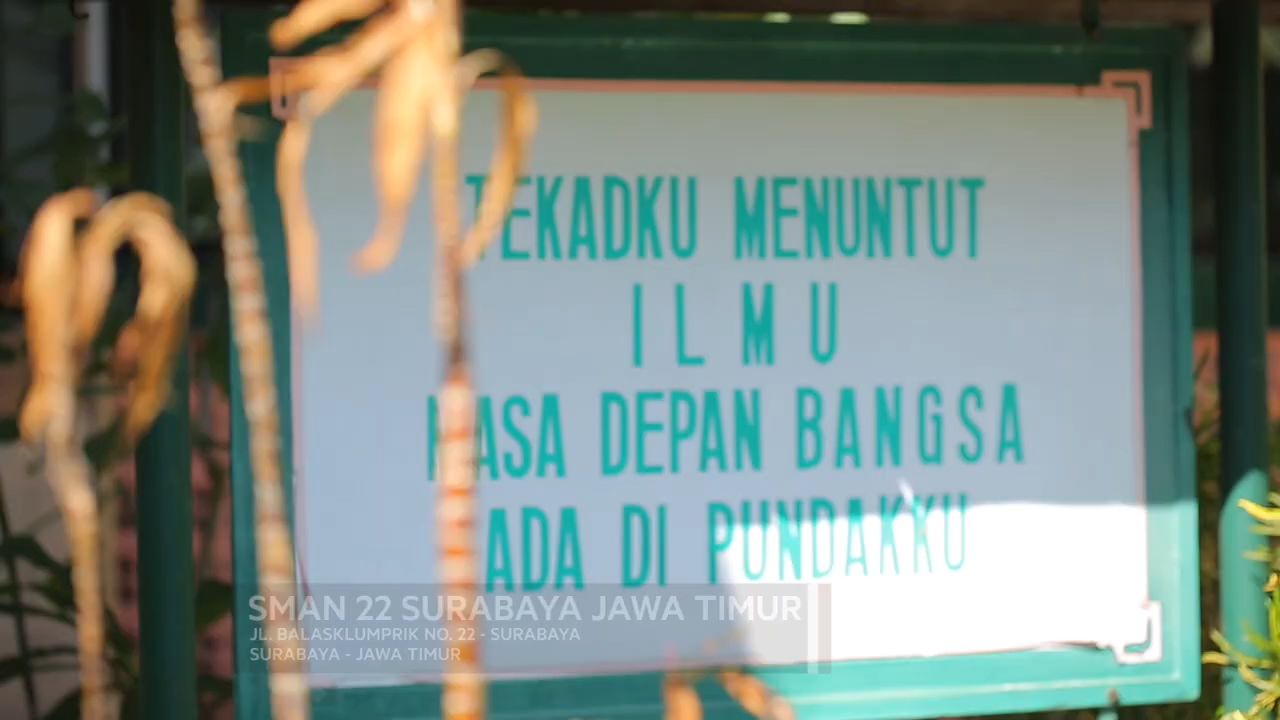 TEKADKU MENUNTUT
ILMU
MASA DEPAN BANGSA
ADA DI PUNDAKKU
SMAN 22 SURABAYA JAWA TIMUR
JL. BALASKLUMPRIK NO. 22 - SURABAYA
SURABAYA - JAWA TIMUR